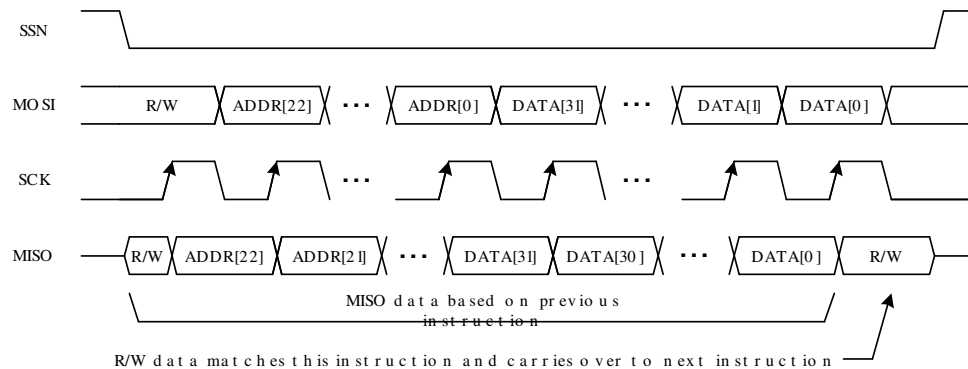 SSN
MOSI R/W ADDR[22] ... ADDR[0] DATA[31] ... DATA[1] DATA[0]
SCK ... ...
MISO R/W ADDR[22] ADDR[21] ... DATA[31] DATA[30] ... DATA[0] R/W
MISO data based on previous
instruction
R/W data matches this instruction and carries over to next instruction